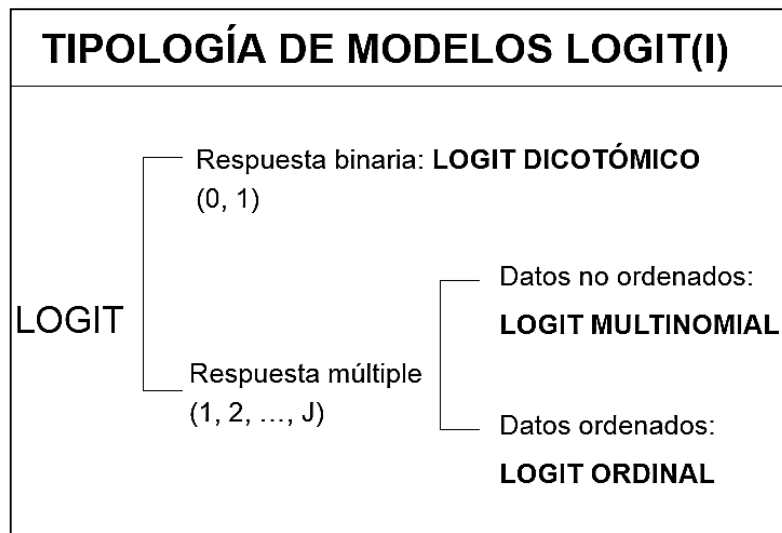 TIPOLOGÍA DE MODELOS LOGIT(I)
LOGIT
Respuesta binaria: LOGIT DICOTÓMICO
(0, 1)
Respuesta múltiple
(1, 2, …, J)
Datos no ordenados:
LOGIT MULTINOMIAL
Datos ordenados:
LOGIT ORDINAL